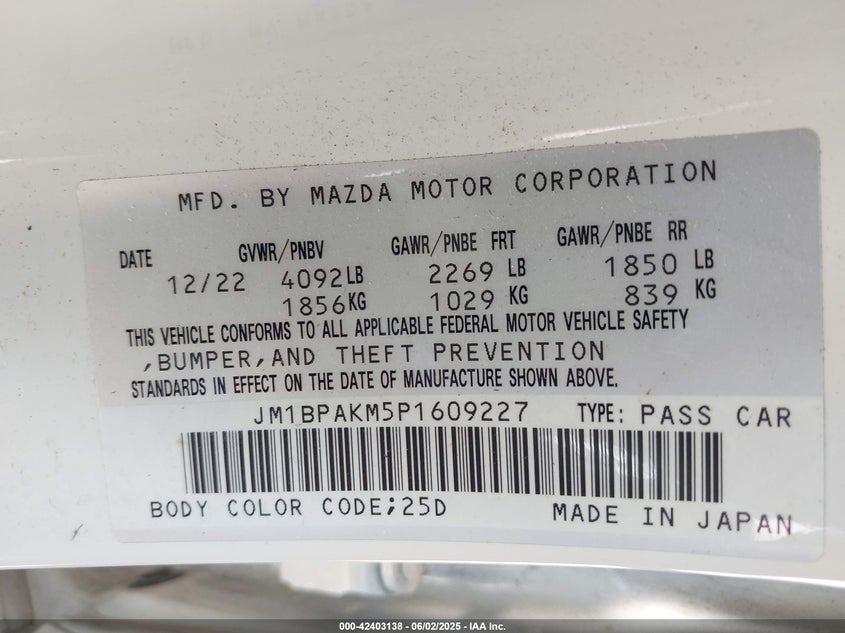 MFD. BY MAZDA MOTOR CORPORATION
DATE GVWR/PNBV GAWR/PNBE FRT GAWR/PNBE RR
12/22 4092LB 2269 LB 1850 LB
1856KG 1029 KG 839 KG
THIS VEHICLE CONFORMS TO ALL APPLICABLE FEDERAL MOTOR VEHICLE SAFETY
,BUMPER,AND THEFT PREVENTION
STANDARDS IN EFFECT ON THE DATE OF MANUFACTURE SHOWN ABOVE.
JM1BPAKM5P1609227 TYPE: PASS CAR
BODY COLOR CODE;25D MADE IN JAPAN
000-42403138 - 06/02/2025 - IAA Inc.